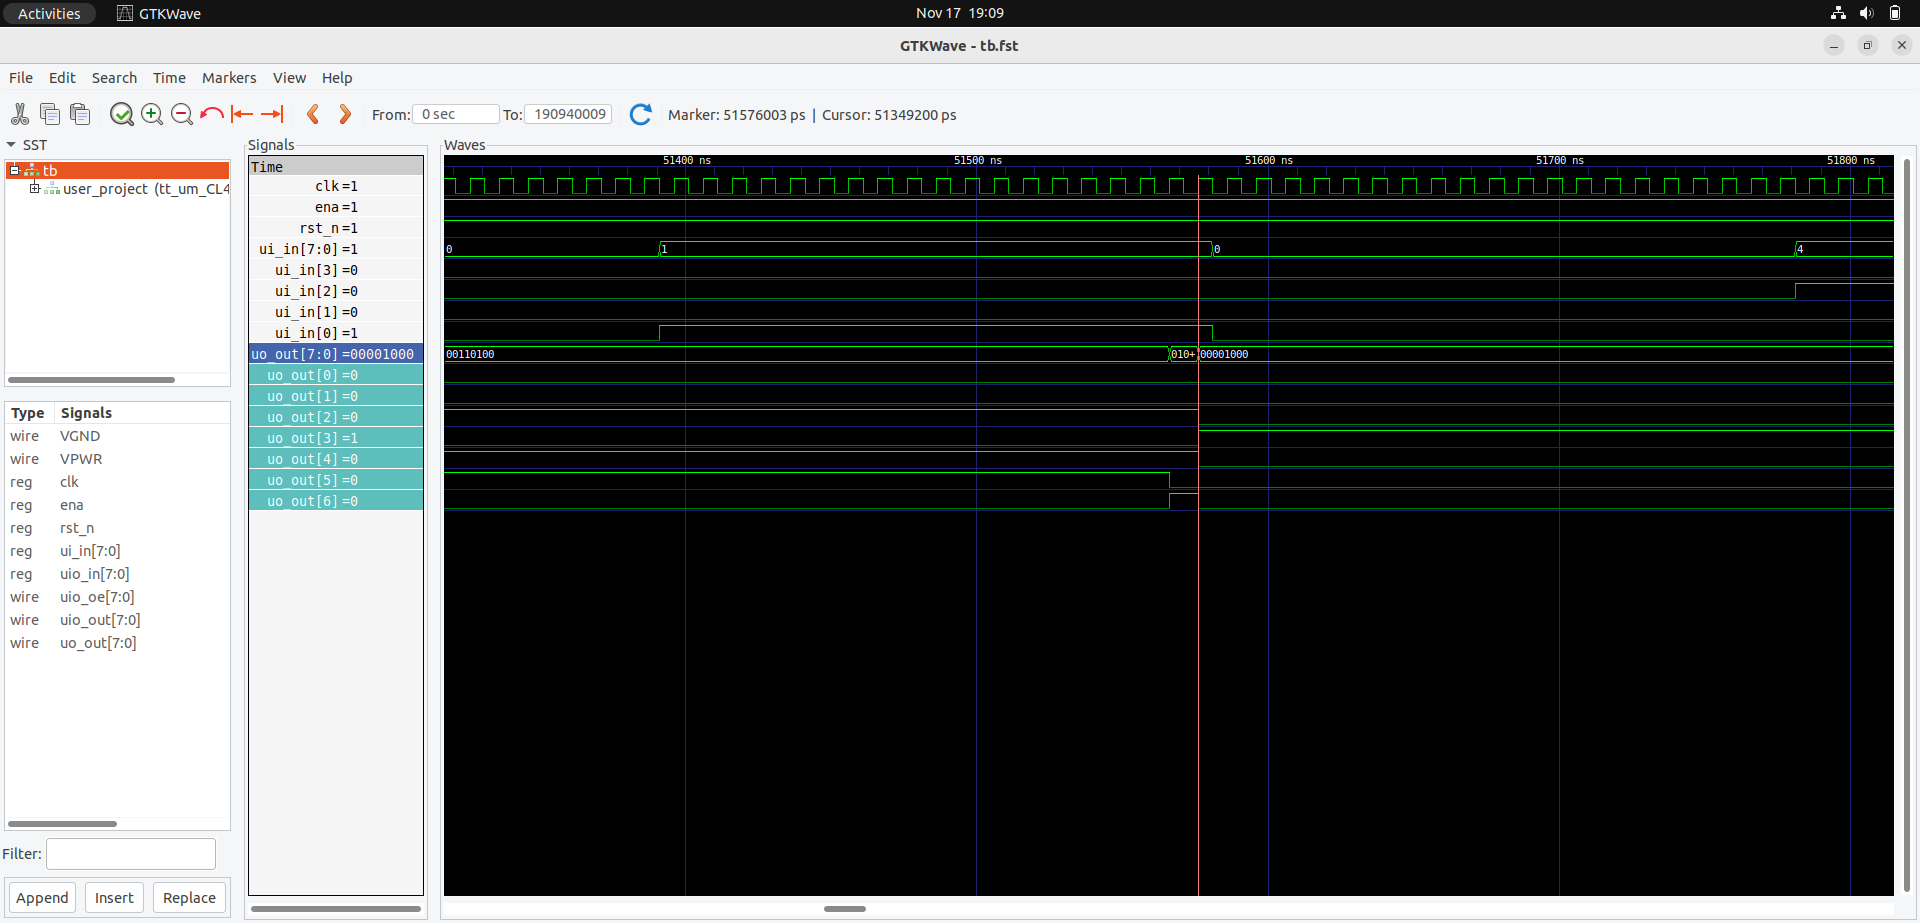 Activities GTKWave Nov 17 19:09
GTKWave - tb.fst
File Edit Search Time Markers View Help
From: 0 sec To: 190940009 Marker: 51576003 ps | Cursor: 51349200 ps
SST
tb
user_project (tt_um_CL4
Type Signals
wire VGND
wire VPWR
reg clk
reg ena
reg rst_n
reg ui_in[7:0]
reg uio_in[7:0]
wire uio_oe[7:0]
wire uio_out[7:0]
wire uo_out[7:0]
Filter:
Append Insert Replace
Signals
Time
clk=1
ena=1
rst_n=1
ui_in[7:0]=1
ui_in[3]=0
ui_in[2]=0
ui_in[1]=0
ui_in[0]=1
uo_out[7:0]=00001000
uo_out[0]=0
uo_out[1]=0
uo_out[2]=0
uo_out[3]=1
uo_out[4]=0
uo_out[5]=0
uo_out[6]=0
Waves
51400 ns 51500 ns 51600 ns 51700 ns 51800 ns
0 1 0 4
00110100 010+ 00001000